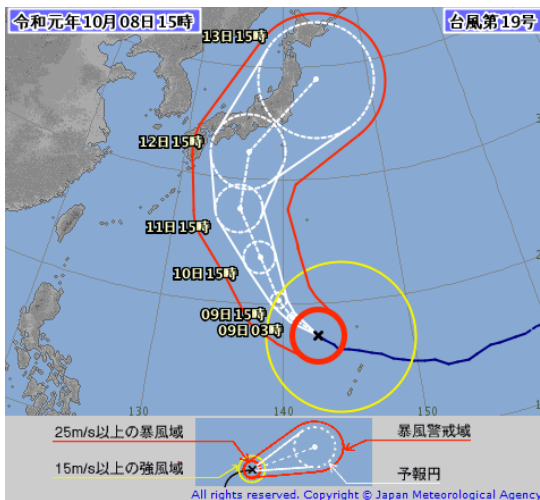 令和元年10月08日15時
台風第19号
13日15時
12日15時
11日15時
10日15時
09日15時
09日03時
130
140
150
25m/s以上の暴風域
暴風警戒域
15m/s以上の強風域
予報円
All rights reserved. Copyright © Japan Meteorological Agency